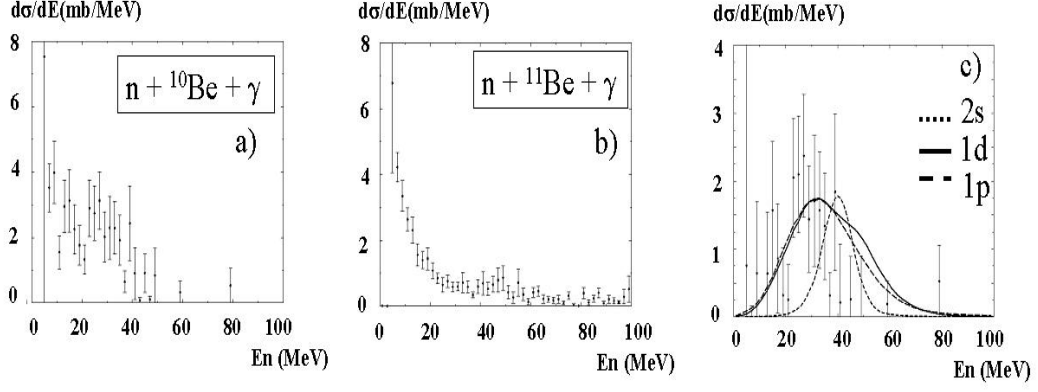 dσ/dE(mb/MeV)
8
6
4
2
0
n + ¹⁰Be + γ
a)
0 20 40 60 80 100
En (MeV)
dσ/dE(mb/MeV)
8
6
4
2
0
n + ¹¹Be + γ
b)
0 20 40 60 80 100
En (MeV)
dσ/dE(mb/MeV)
4
3
2
1
0
c)
2s
1d
1p
0 20 40 60 80 100
En (MeV)